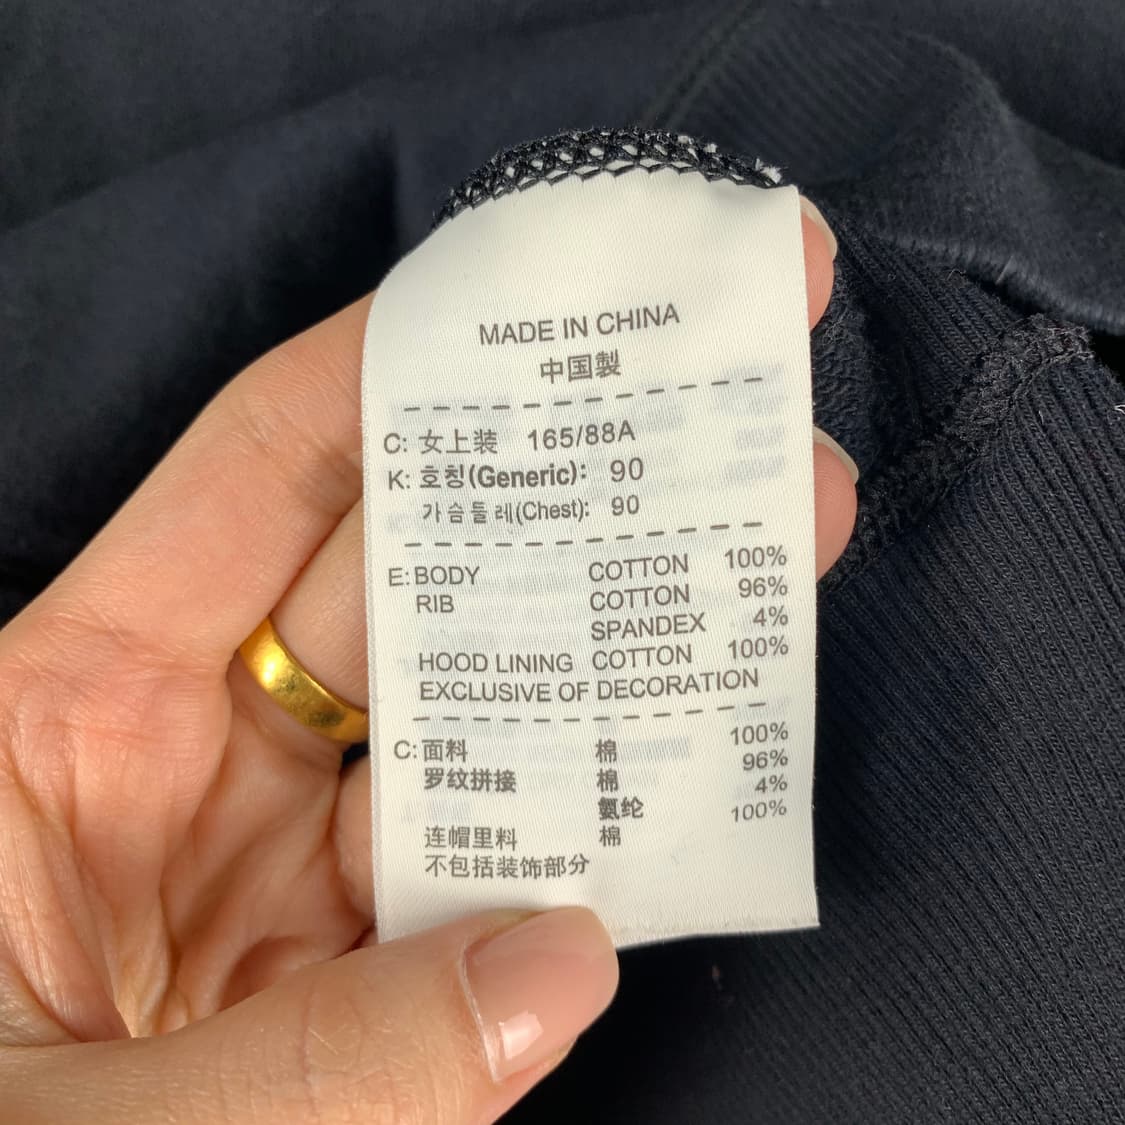 MADE IN CHINA
中国製
C: 女上装 165/88A
K: 호칭(Generic): 90
가슴둘레(Chest): 90
E: BODY COTTON 100%
RIB COTTON 96%
SPANDEX 4%
HOOD LINING COTTON 100%
EXCLUSIVE OF DECORATION
C: 面料 棉 100%
罗纹拼接 棉 96%
氨纶 4%
连帽里料 棉 100%
不包括装饰部分